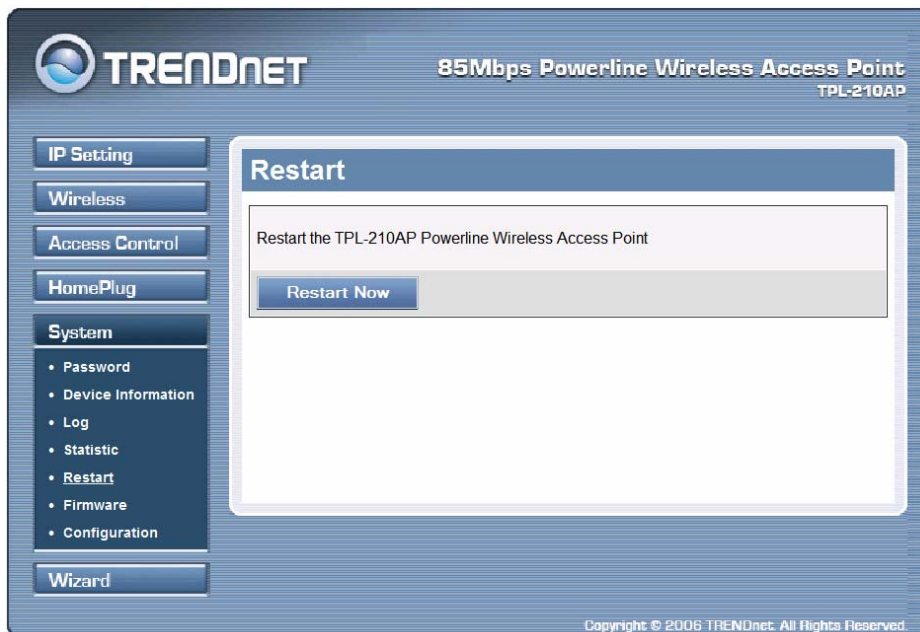 TRENDnet
85Mbps Powerline Wireless Access Point
TPL-210AP
IP Setting
Wireless
Access Control
HomePlug
System
• Password
• Device Information
• Log
• Statistic
• Restart
• Firmware
• Configuration
Wizard
Restart
Restart the TPL-210AP Powerline Wireless Access Point
Restart Now
Copyright © 2006 TRENDnet. All Rights Reserved.